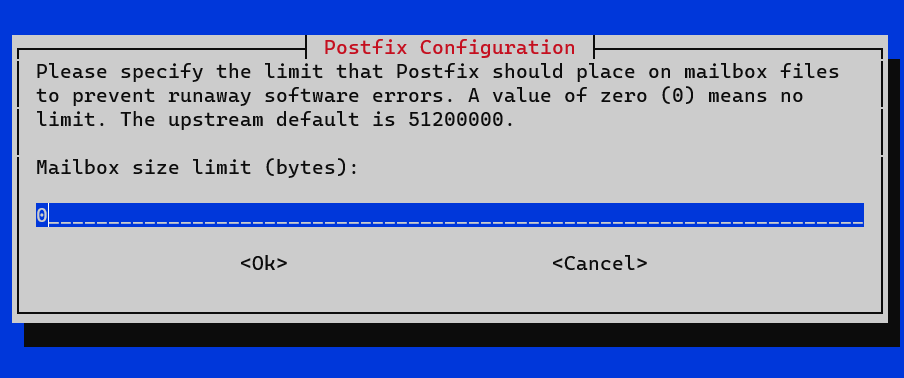 Postfix Configuration
Please specify the limit that Postfix should place on mailbox files
to prevent runaway software errors. A value of zero (0) means no
limit. The upstream default is 51200000.
Mailbox size limit (bytes):
0____________________________________________________________________
<Ok> <Cancel>